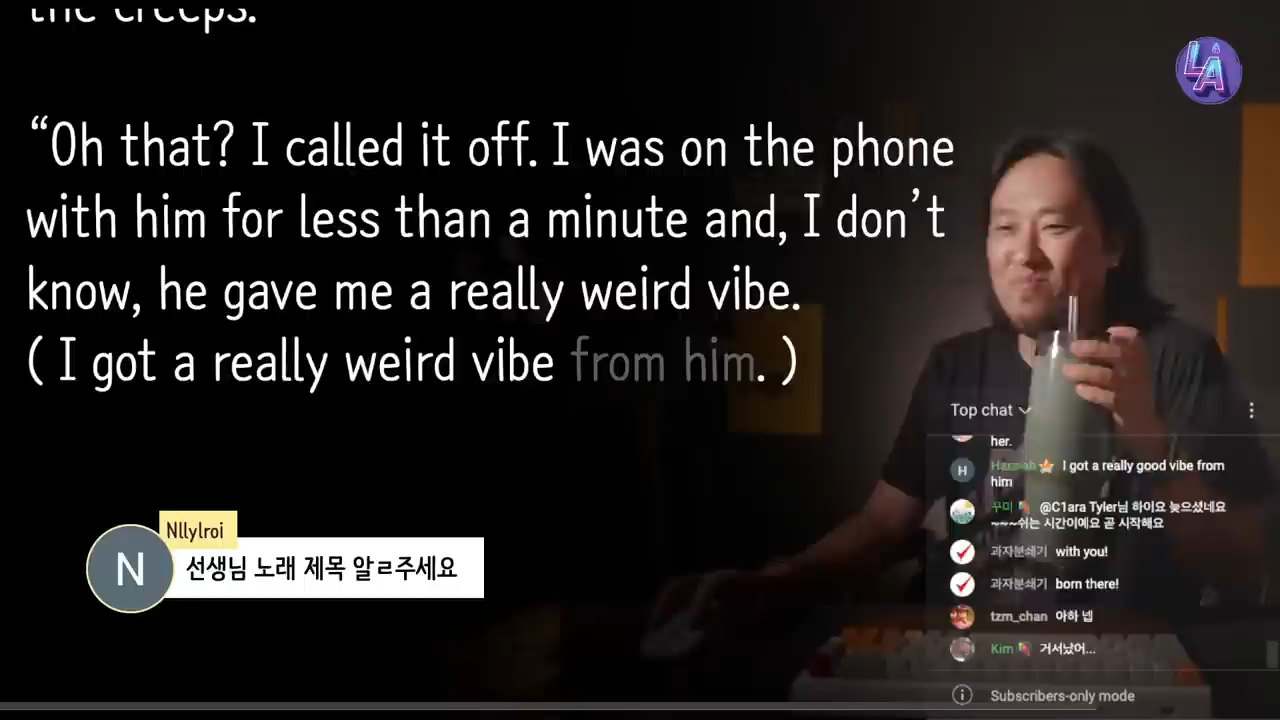 the creeps.
LA
“Oh that? I called it off. I was on the phone
with him for less than a minute and, I don’t
know, he gave me a really weird vibe.
( I got a really weird vibe from him. )
Nllylroi
N
선생님 노래 제목 알ㄹ주세요
Top chat
her.
H
Hannah I got a really good vibe from
him
꾸미 @C1ara Tyler님 하이요 늦으셨네요
~~~쉬는 시간이에요 곧 시작해요
과자분쇄기 with you!
과자분쇄기 born there!
tzm_chan 아하 넵
Kim 거서났어...
Subscribers-only mode